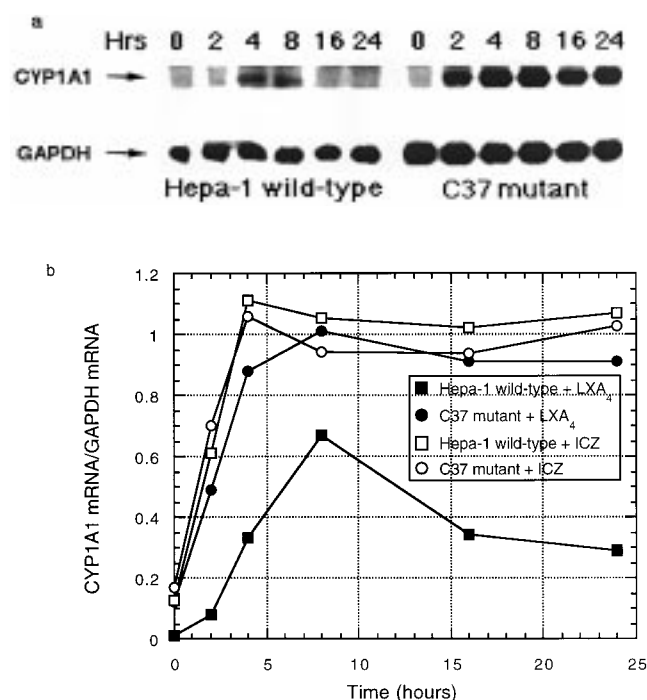 a
Hrs 0 2 4 8 16 24 0 2 4 8 16 24
CYP1A1
GAPDH
Hepa-1 wild-type C37 mutant
b
CYP1A1 mRNA/GAPDH mRNA
1.2
1
0.8
0.6
0.4
0.2
0
Hepa-1 wild-type + LXA4
C37 mutant + LXA4
Hepa-1 wild-type + ICZ
C37 mutant + ICZ
0 5 10 15 20 25
Time (hours)